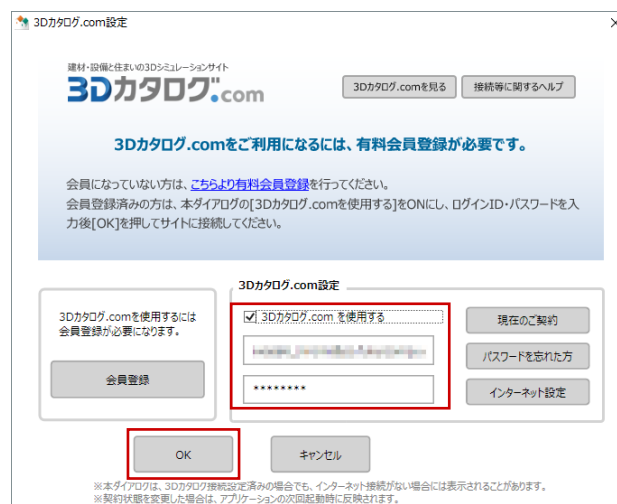 3Dカタログ.com設定
建材・設備と住まいの3Dシミュレーションサイト
3Dカタログ.com
3Dカタログ.comを見る
接続等に関するヘルプ
3Dカタログ.comをご利用になるには、有料会員登録が必要です。
会員になっていない方は、こちらより有料会員登録を行ってください。
会員登録済みの方は、本ダイアログの[3Dカタログ.comを使用する]をONにし、ログインID・パスワードを入
力後[OK]を押してサイトに接続してください。
3Dカタログ.comを使用するには
会員登録が必要になります。
会員登録
3Dカタログ.com設定
3Dカタログ.com を使用する
********
現在のご契約
パスワードを忘れた方
インターネット設定
OK
キャンセル
※本ダイアログは、3Dカタログ接続設定済みの場合でも、インターネット接続がない場合には表示されることがあります。
※契約状態を変更した場合は、アプリケーションの次回起動時に反映されます。